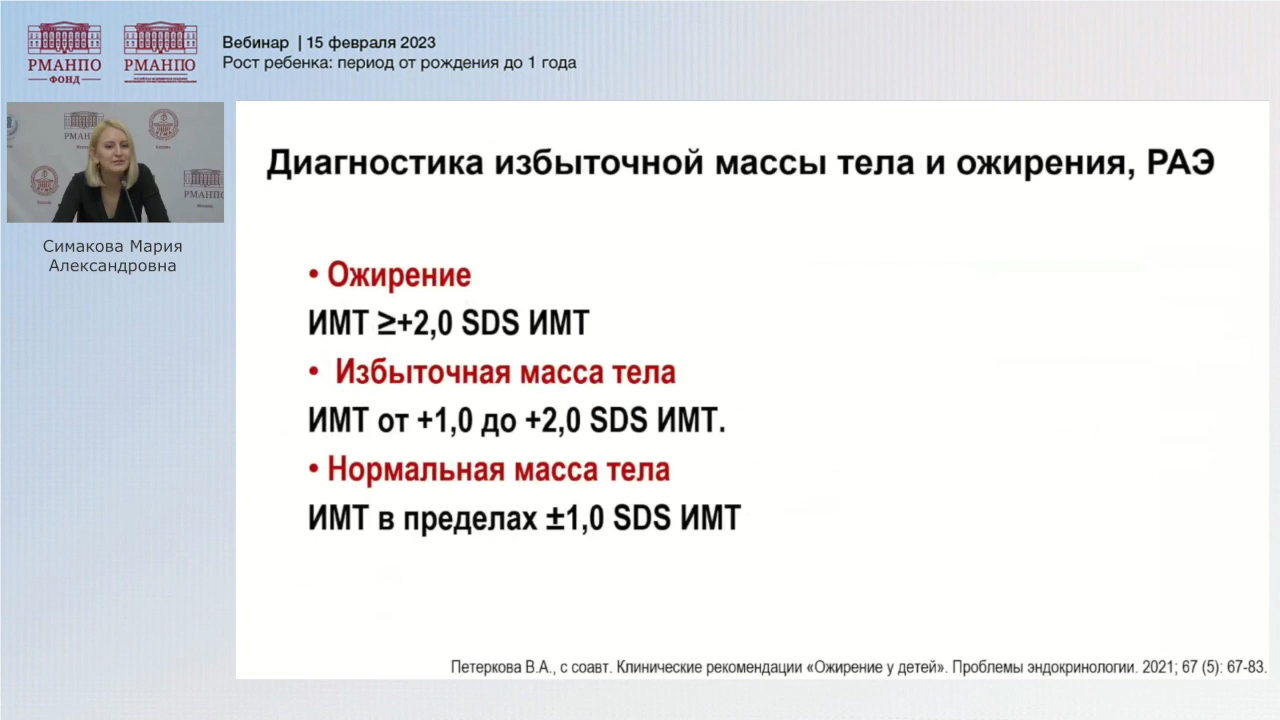 РМАНПО
ФОНД
РМАНПО
Вебинар | 15 февраля 2023
Рост ребенка: период от рождения до 1 года
РМАНПО
РМАНПО
Симакова Мария
Александровна
Диагностика избыточной массы тела и ожирения, РАЭ
• Ожирение
ИМТ ≥+2,0 SDS ИМТ
• Избыточная масса тела
ИМТ от +1,0 до +2,0 SDS ИМТ.
• Нормальная масса тела
ИМТ в пределах ±1,0 SDS ИМТ
Петеркова В.А., с соавт. Клинические рекомендации «Ожирение у детей». Проблемы эндокринологии. 2021; 67 (5): 67-83.